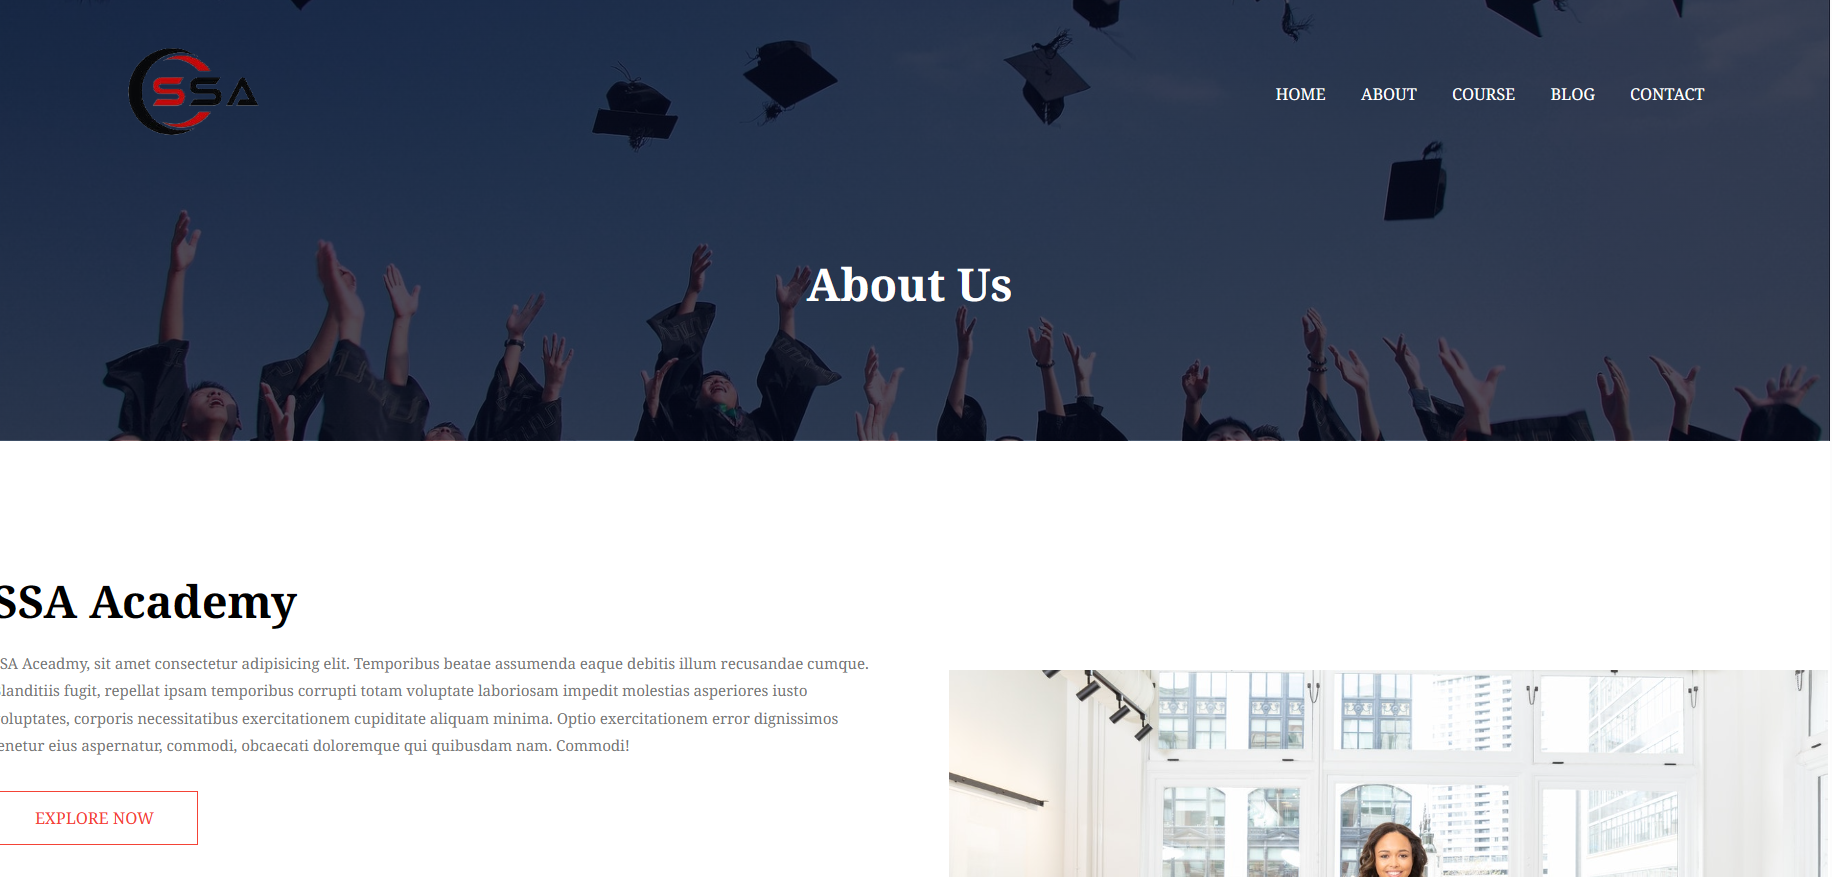 SSA
HOME ABOUT COURSE BLOG CONTACT
About Us
SSA Academy
SA Aceadmy, sit amet consectetur adipisicing elit. Temporibus beatae assumenda eaque debitis illum recusandae cumque.
landitiis fugit, repellat ipsam temporibus corrupti totam voluptate laboriosam impedit molestias asperiores iusto
oluptates, corporis necessitatibus exercitationem cupiditate aliquam minima. Optio exercitationem error dignissimos
enetur eius aspernatur, commodi, obcaecati doloremque qui quibusdam nam. Commodi!
EXPLORE NOW